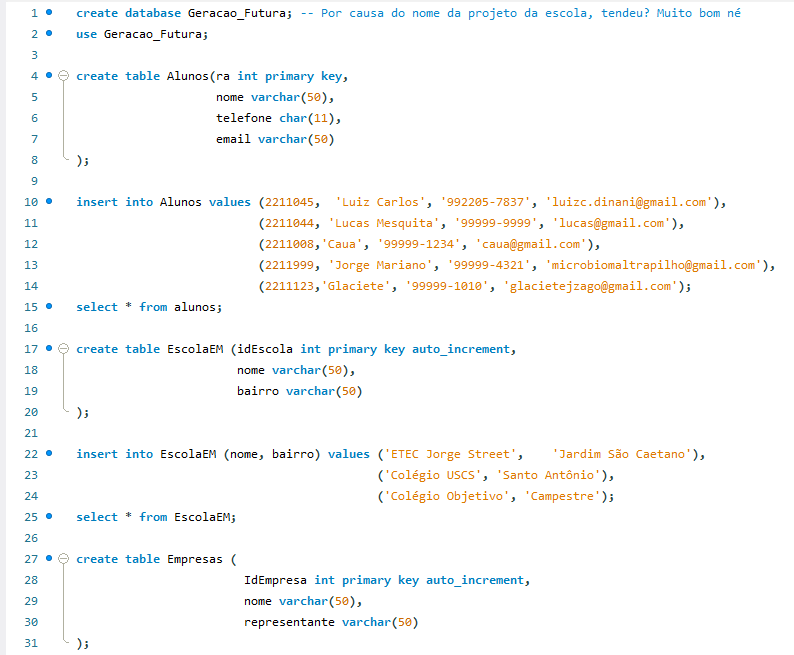 1 create database Geracao_Futura; -- Por causa do nome da projeto da escola, tendeu? Muito bom né
2 use Geracao_Futura;
3
4 create table Alunos(ra int primary key,
5 nome varchar(50),
6 telefone char(11),
7 email varchar(50)
8 );
9
10 insert into Alunos values (2211045,  'Luiz Carlos', '992205-7837', 'luizc.dinani@gmail.com'),
11 (2211044, 'Lucas Mesquita', '99999-9999', 'lucas@gmail.com'),
12 (2211008,'Caua', '99999-1234', 'caua@gmail.com'),
13 (2211999, 'Jorge Mariano', '99999-4321', 'microbiomaltrapilho@gmail.com'),
14 (2211123,'Glaciete', '99999-1010', 'glacietejzago@gmail.com');
15 select * from alunos;
16
17 create table EscolaEM (idEscola int primary key auto_increment,
18 nome varchar(50),
19 bairro varchar(50)
20 );
21
22 insert into EscolaEM (nome, bairro) values ('ETEC Jorge Street',    'Jardim São Caetano'),
23 ('Colégio USCS', 'Santo Antônio'),
24 ('Colégio Objetivo', 'Campestre');
25 select * from EscolaEM;
26
27 create table Empresas (
28 IdEmpresa int primary key auto_increment,
29 nome varchar(50),
30 representante varchar(50)
31 );